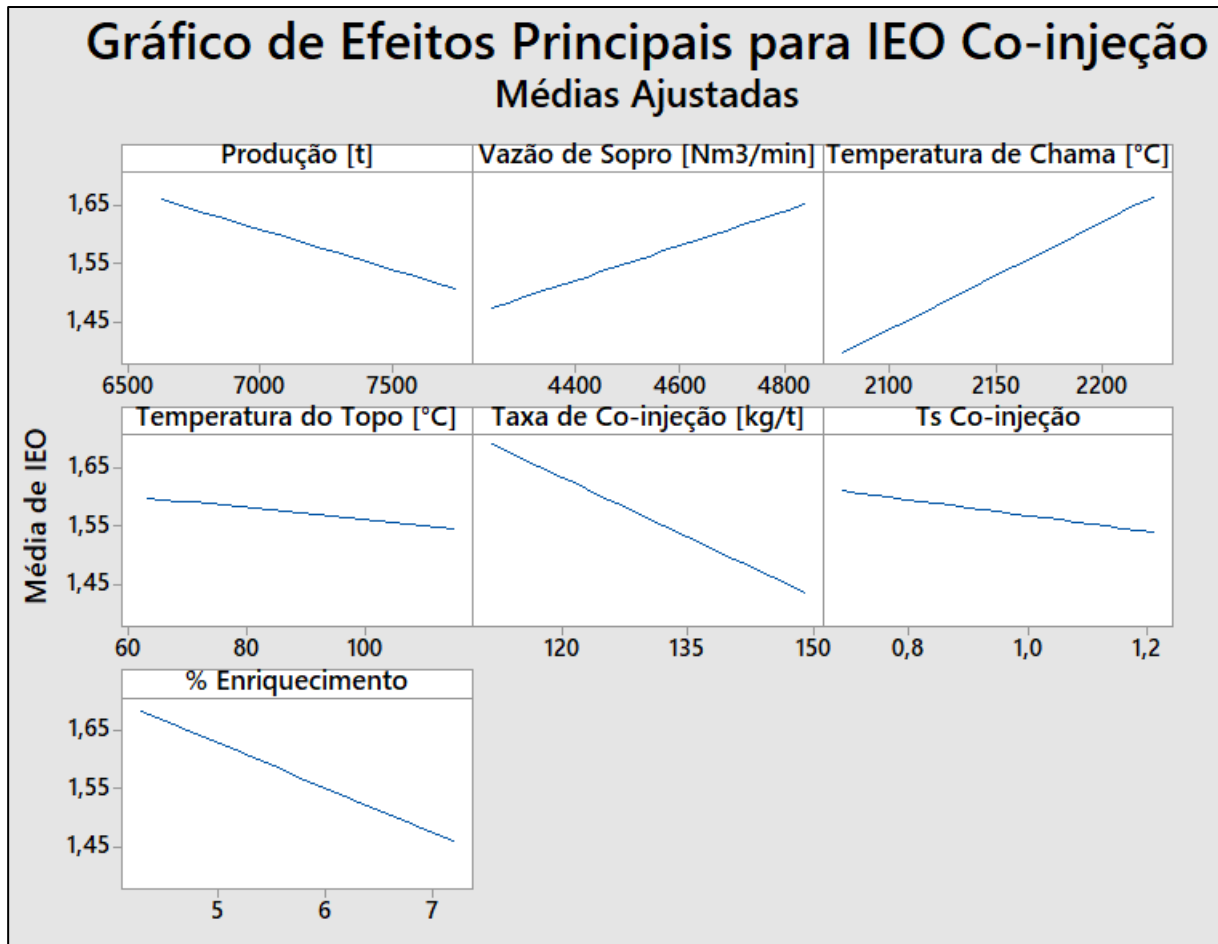 Gráfico de Efeitos Principais para IEO Co-injeção
Médias Ajustadas
Produção [t] Vazão de Sopro [Nm3/min] Temperatura de Chama [°C]
1,65
1,55
1,45
6500 7000 7500 4400 4600 4800 2100 2150 2200
Temperatura do Topo [°C] Taxa de Co-injeção [kg/t] Ts Co-injeção
Média de IEO
1,65
1,55
1,45
60 80 100 120 135 150 0,8 1,0 1,2
% Enriquecimento
1,65
1,55
1,45
5 6 7